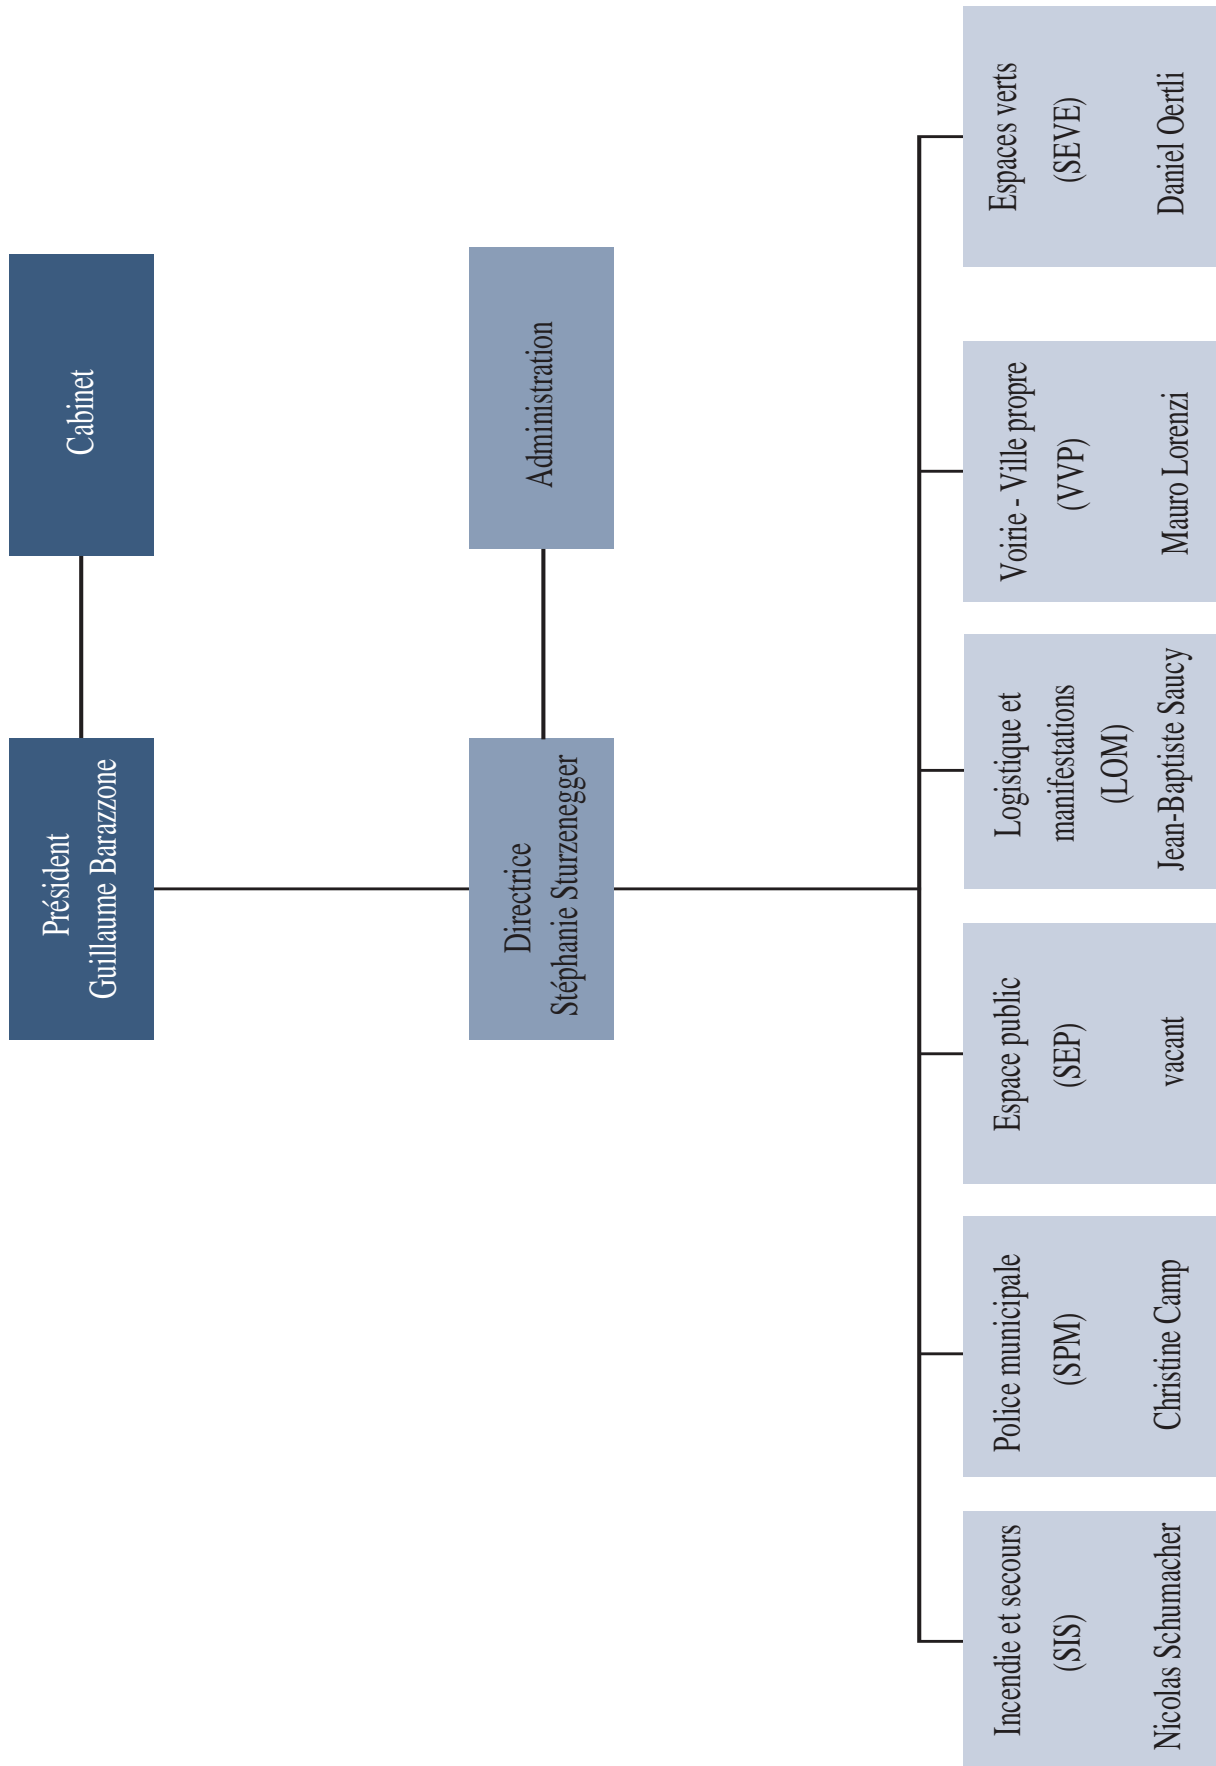 Président
Guillaume Barazzone
Cabinet
Directrice
Stéphanie Sturzenegger
Administration
Incendie et secours
(SIS)
Nicolas Schumacher
Police municipale
(SPM)
Christine Camp
Espace public
(SEP)
vacant
Logistique et
manifestations
(LOM)
Jean-Baptiste Saucy
Voirie - Ville propre
(VVP)
Mauro Lorenzi
Espaces verts
(SEVE)
Daniel Oertli